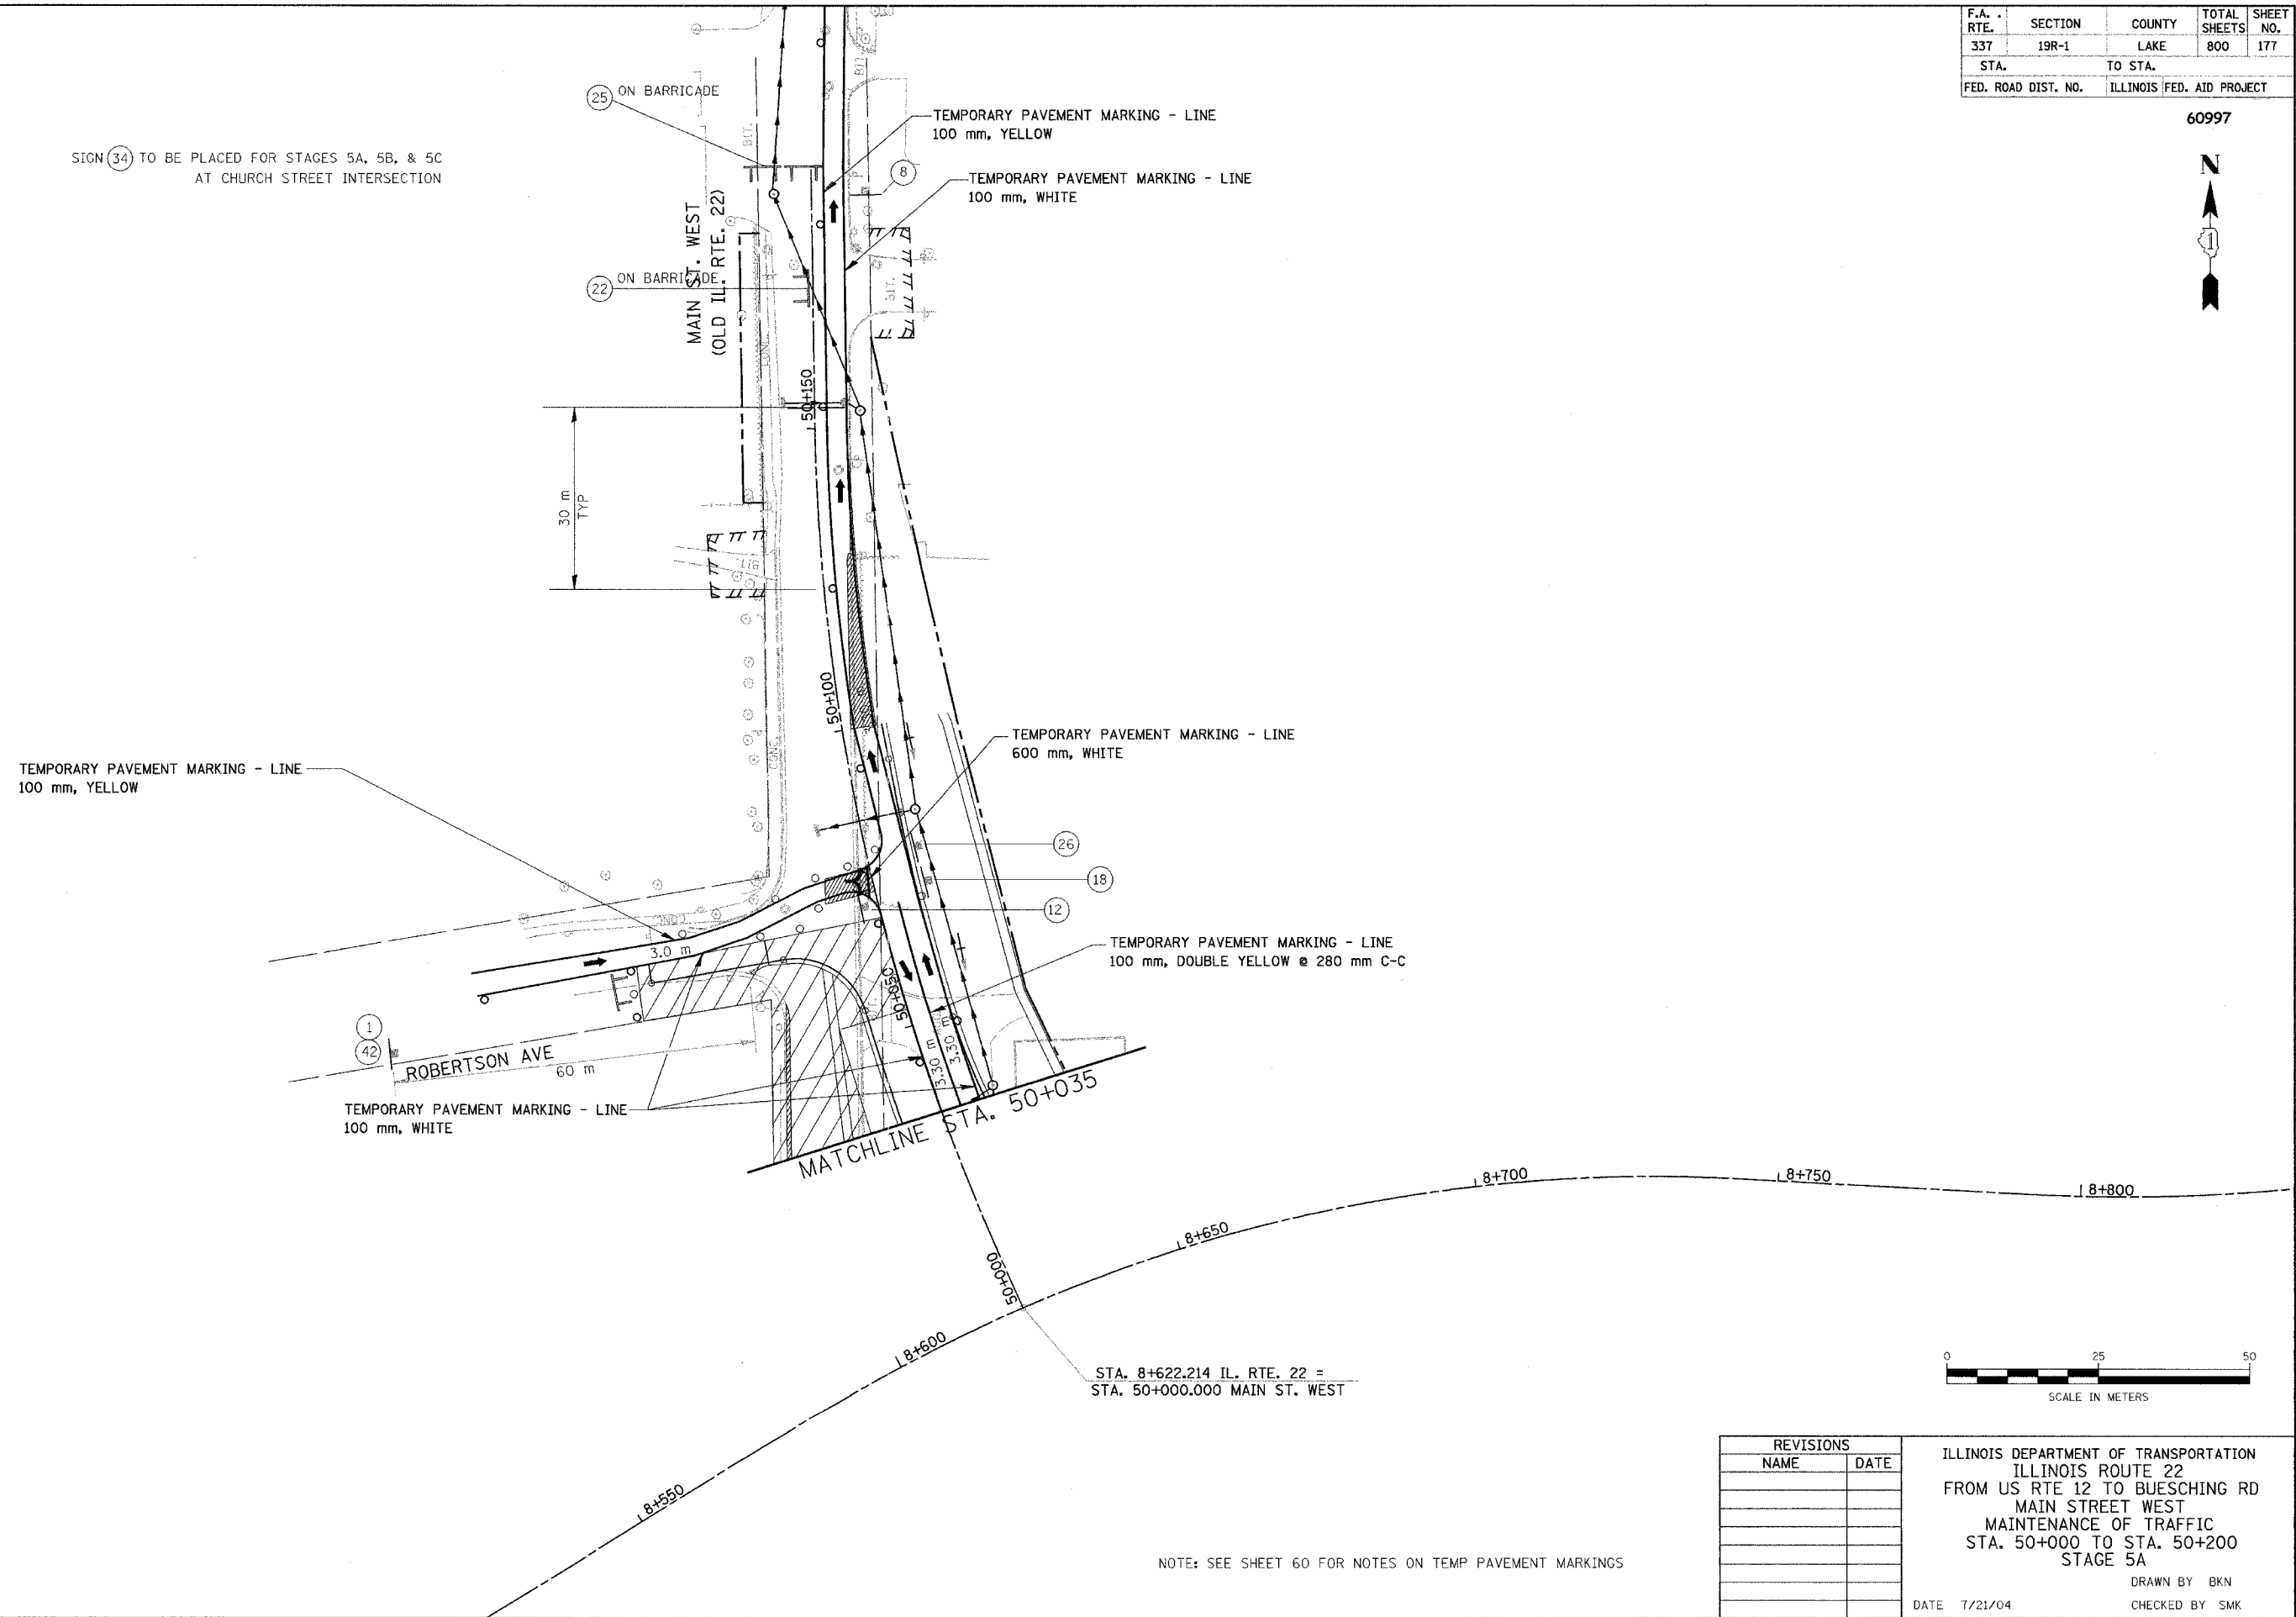 F.A. RTE. SECTION COUNTY TOTAL SHEETS SHEET NO.
337 19R-1 LAKE 800 177
STA. TO STA.
FED. ROAD DIST. NO. ILLINOIS FED. AID PROJECT
60997
N
1
25 ON BARRICADE
TEMPORARY PAVEMENT MARKING - LINE
100 mm, YELLOW
SIGN 34 TO BE PLACED FOR STAGES 5A, 5B, & 5C
AT CHURCH STREET INTERSECTION
8
TEMPORARY PAVEMENT MARKING - LINE
100 mm, WHITE
BIT.
BIT.
MAIN ST. WEST
(OLD IL. RTE. 22)
22 ON BARRICADE
BIT.
CONC.
50+150
30 m
TYP
BIT.
50+100
TEMPORARY PAVEMENT MARKING - LINE
600 mm, WHITE
TEMPORARY PAVEMENT MARKING - LINE
100 mm, YELLOW
CONC.
26
18
12
CONC.
3.0 m
TEMPORARY PAVEMENT MARKING - LINE
100 mm, DOUBLE YELLOW @ 280 mm C-C
50+050
1
42
3.30 m
3.30 m
ROBERTSON AVE
60 m
TEMPORARY PAVEMENT MARKING - LINE
100 mm, WHITE
MATCHLINE STA. 50+035
8+700
8+750
8+800
8+650
50+000
8+600
STA. 8+622.214 IL. RTE. 22 =
STA. 50+000.000 MAIN ST. WEST
8+550
0 25 50
SCALE IN METERS
NOTE: SEE SHEET 60 FOR NOTES ON TEMP PAVEMENT MARKINGS
REVISIONS
NAME DATE
ILLINOIS DEPARTMENT OF TRANSPORTATION
ILLINOIS ROUTE 22
FROM US RTE 12 TO BUESCHING RD
MAIN STREET WEST
MAINTENANCE OF TRAFFIC
STA. 50+000 TO STA. 50+200
STAGE 5A
DRAWN BY BKN
DATE 7/21/04 CHECKED BY SMK